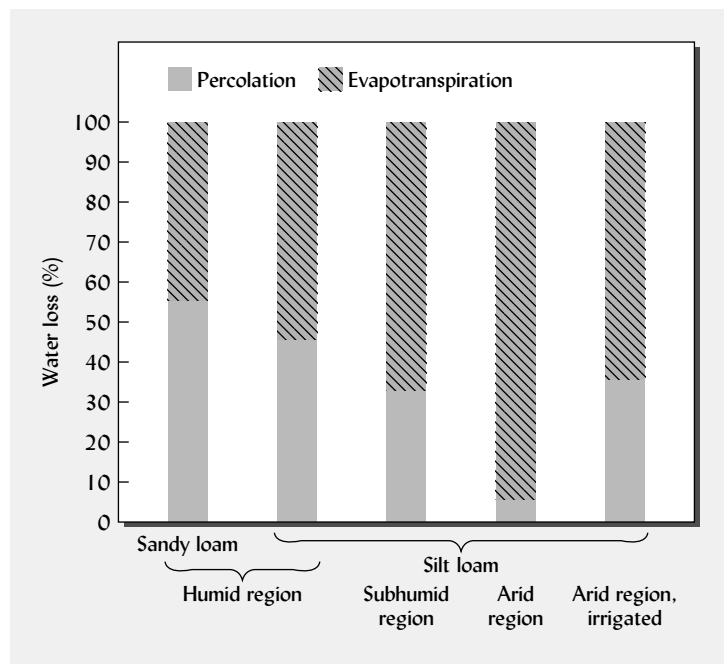 Percolation Evapotranspiration
100
90
80
70
60
50
40
30
20
10
0
Water loss (%)
Sandy loam
Silt loam
Humid region
Subhumid
region
Arid
region
Arid region,
irrigated